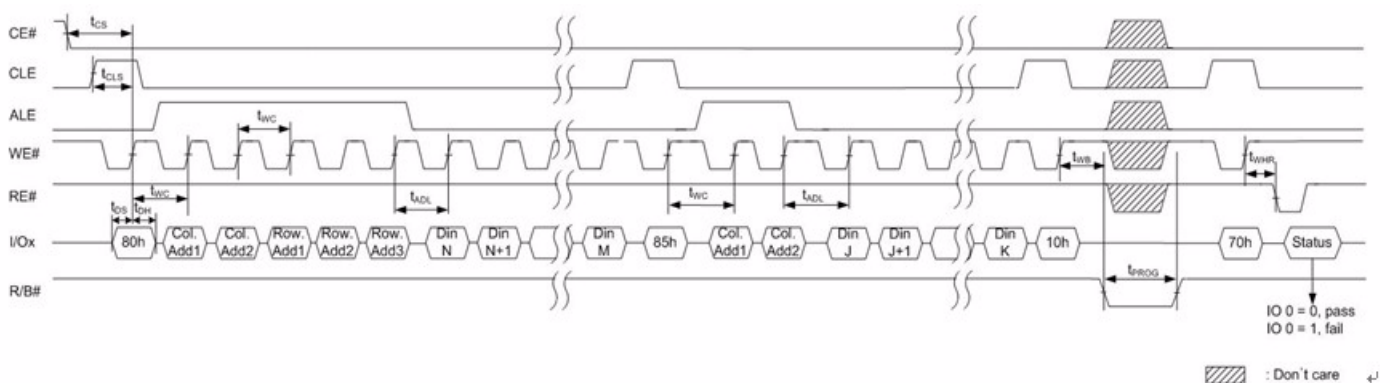 CE#
tCS
CLE
tCLS
ALE
tWC
WE#
tWC
tADL
tWC
tADL
tWB
tWHR
RE#
tDS
tDH
I/Ox
80h
Col. Add1
Col. Add2
Row. Add1
Row. Add2
Row. Add3
Din N
Din N+1
Din M
85h
Col. Add1
Col. Add2
Din J
Din J+1
Din K
10h
70h
Status
tPROG
R/B#
IO 0 = 0, pass
IO 0 = 1, fail
: Don`t care